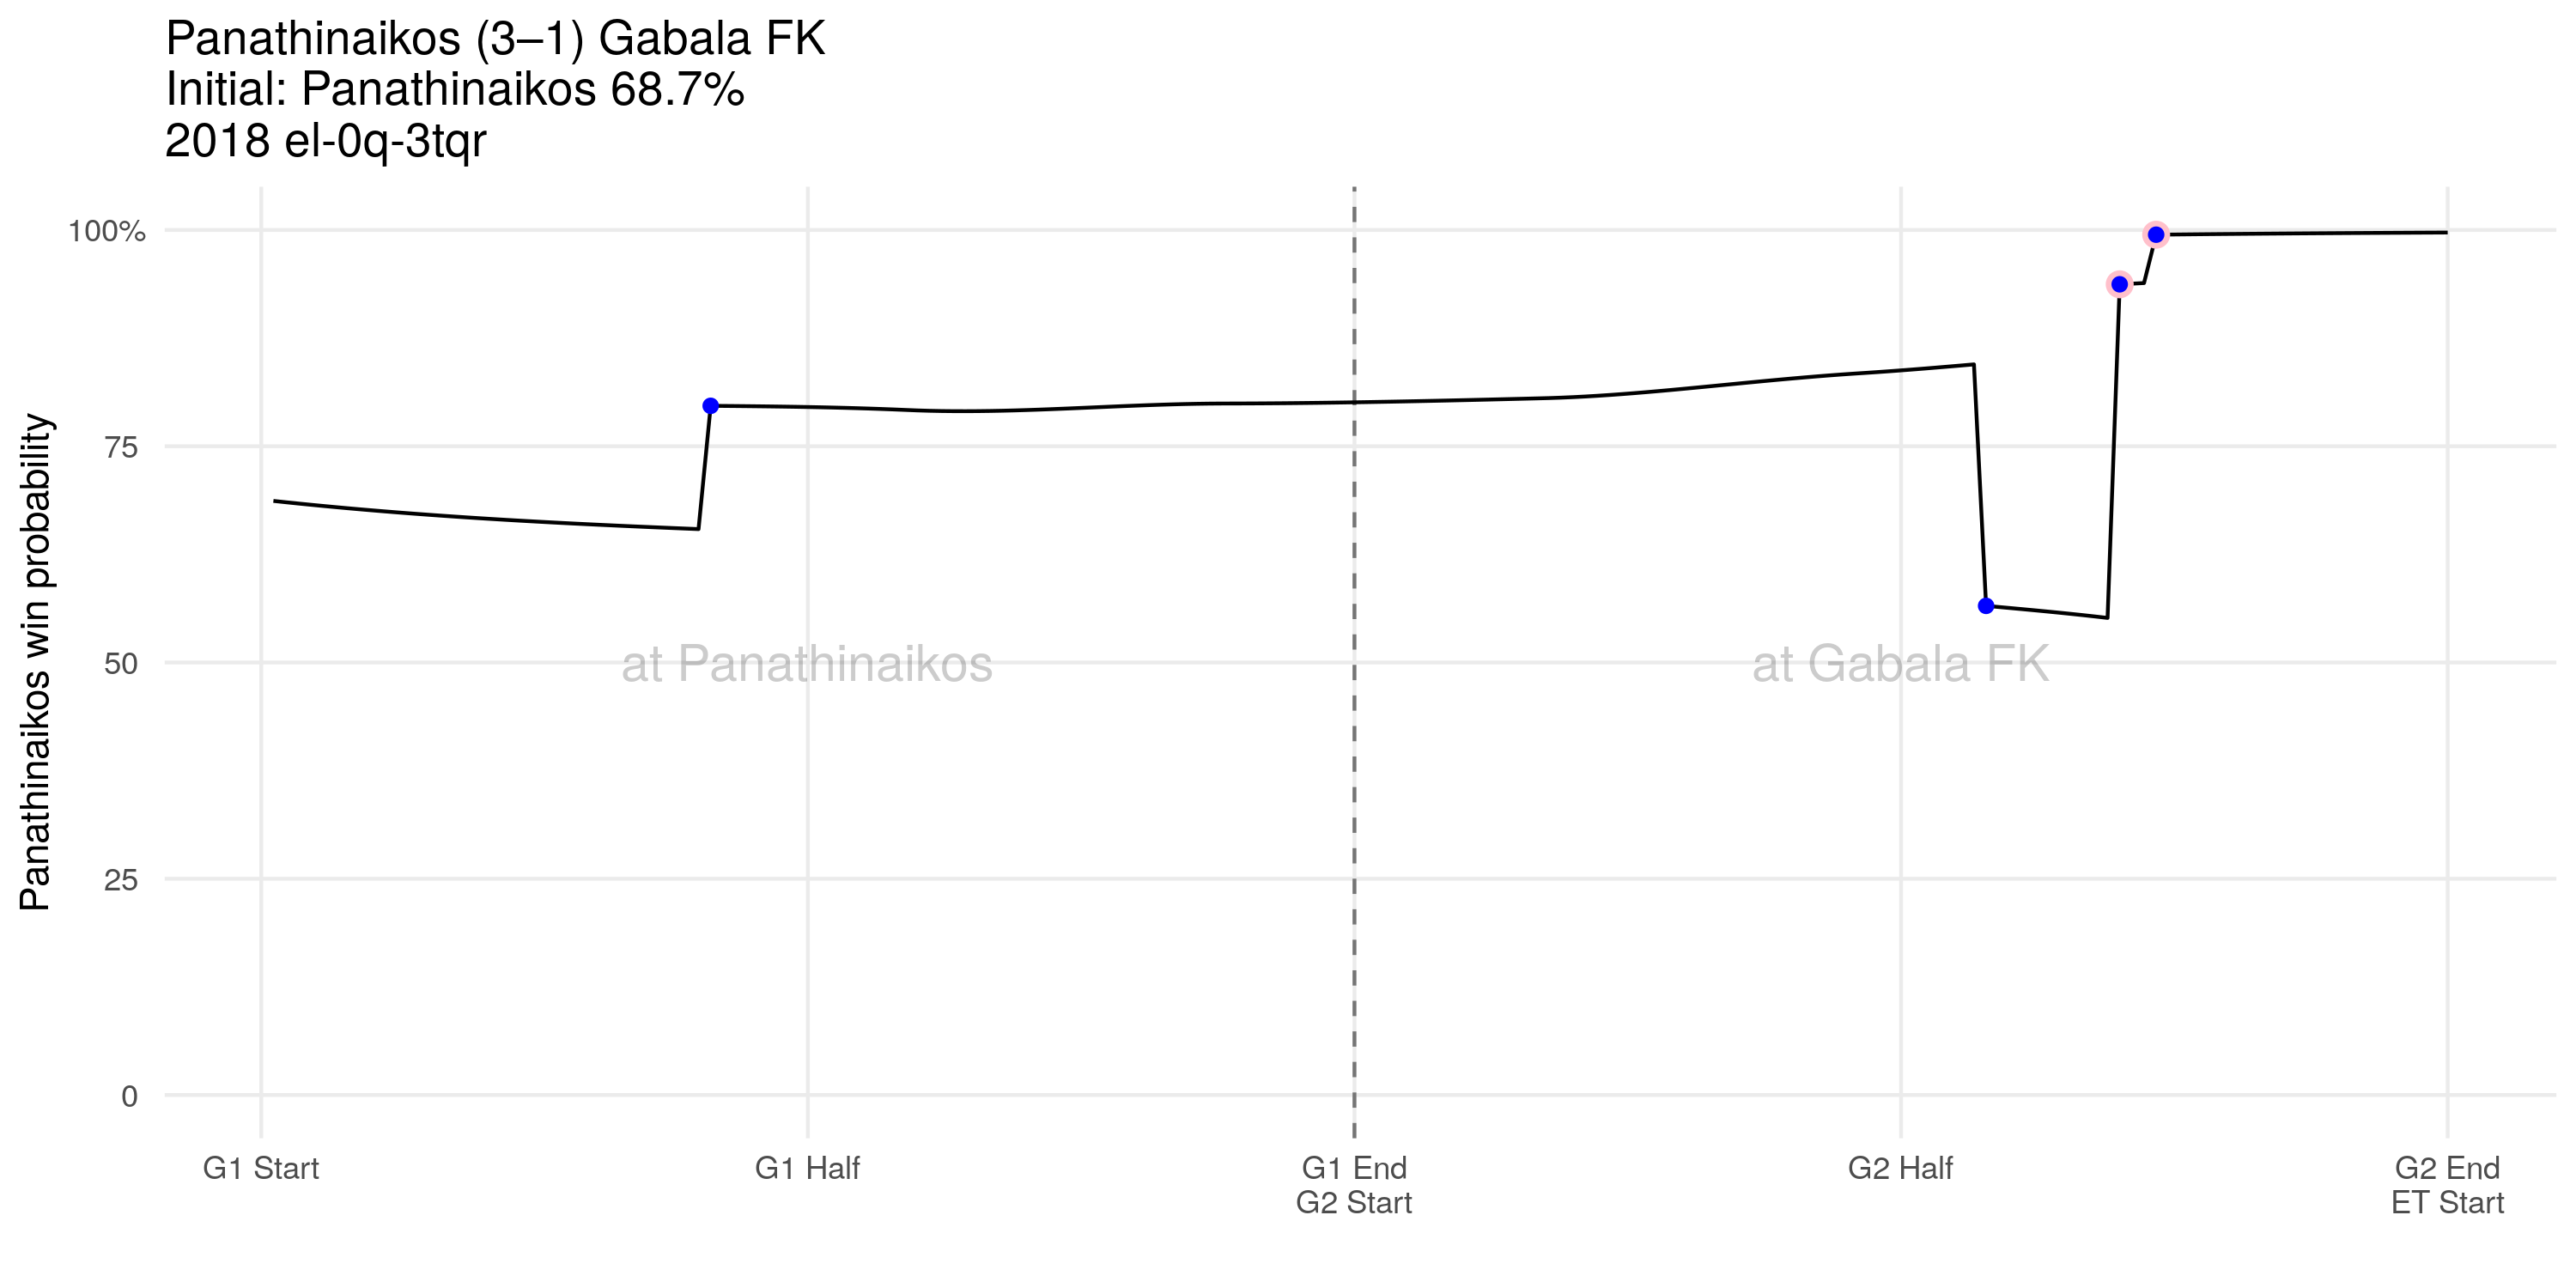 Panathinaikos (3–1) Gabala FK
Initial: Panathinaikos 68.7%
2018 el-0q-3tqr
Panathinaikos win probability
100%
75
50
25
0
at Panathinaikos
at Gabala FK
G1 Start
G1 Half
G1 End
G2 Start
G2 Half
G2 End
ET Start